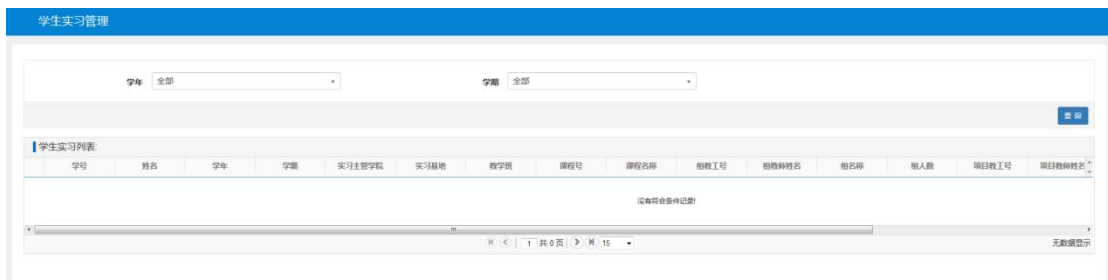 学生实习管理
学年 全部 学期 全部
查 询
学生实习列表
学号 姓名 学年 学期 实习主管学院 实习基地 教学班 课程号 课程名称 组教工号 组教师姓名 组名称 组人数 项目教工号 项目教师姓名
没有符合条件记录!
1 共 0 页 15 无数据显示